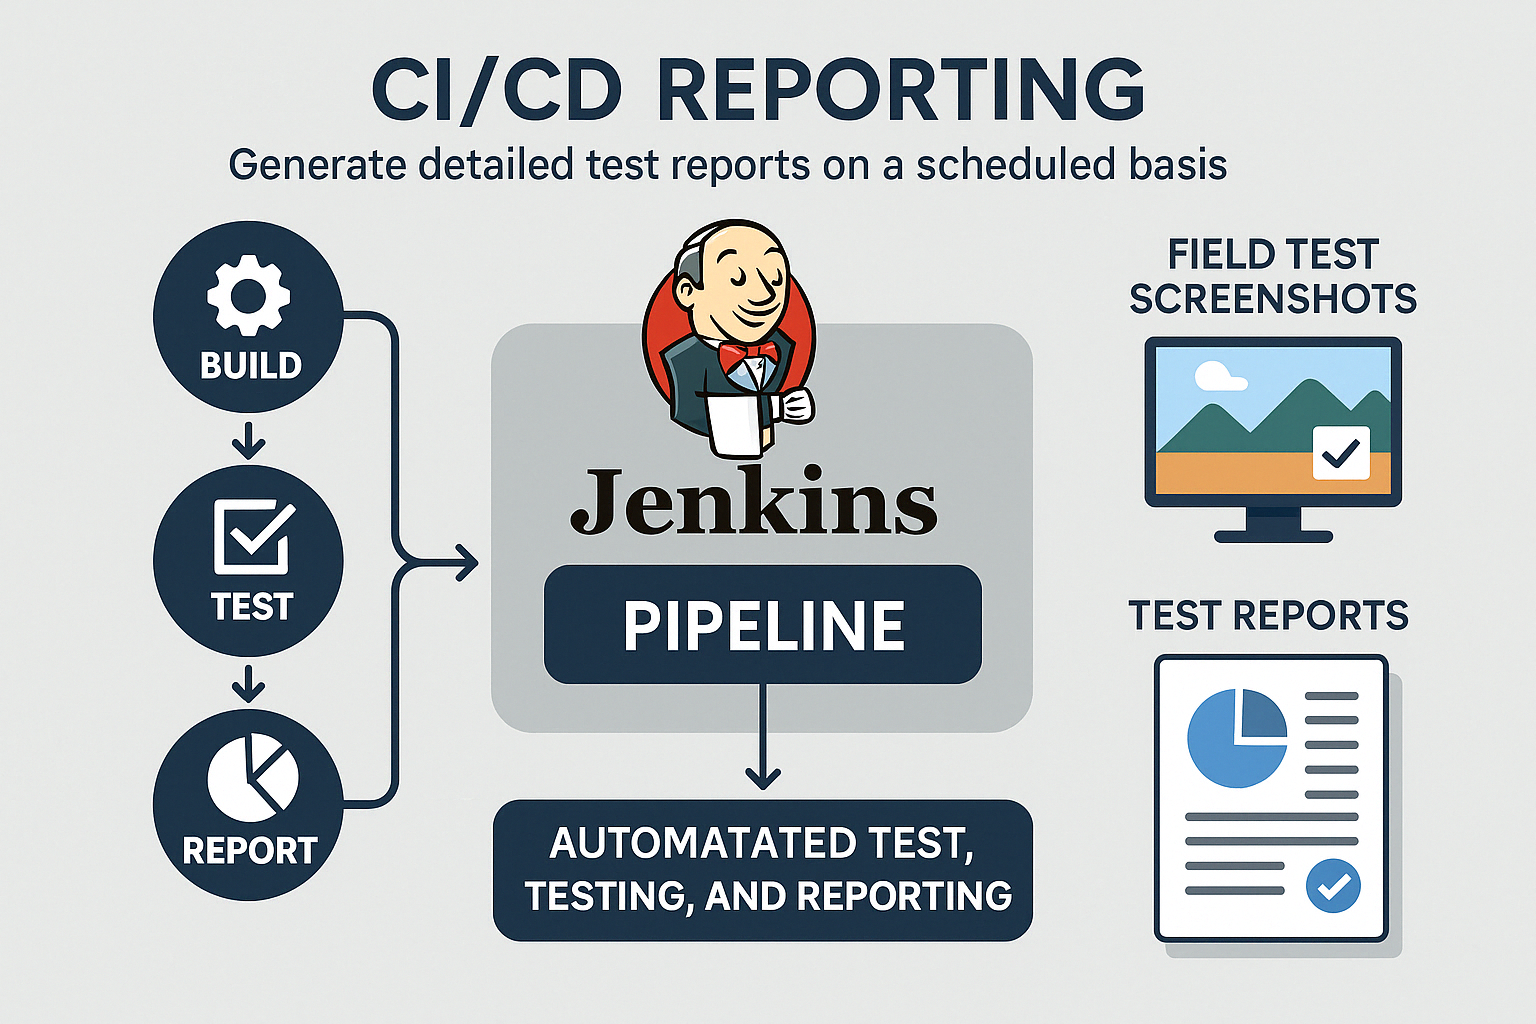 CI/CD REPORTING
Generate detailed test reports on a scheduled basis
BUILD
TEST
REPORT
Jenkins
PIPELINE
AUTOMATATED TEST,
TESTING, AND REPORTING
FIELD TEST
SCREENSHOTS
TEST REPORTS